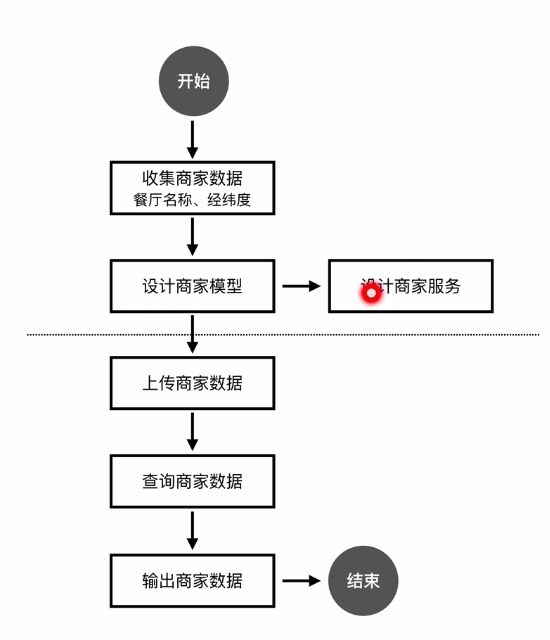 开始
收集商家数据
餐厅名称、经纬度
设计商家模型
设计商家服务
上传商家数据
查询商家数据
输出商家数据
结束